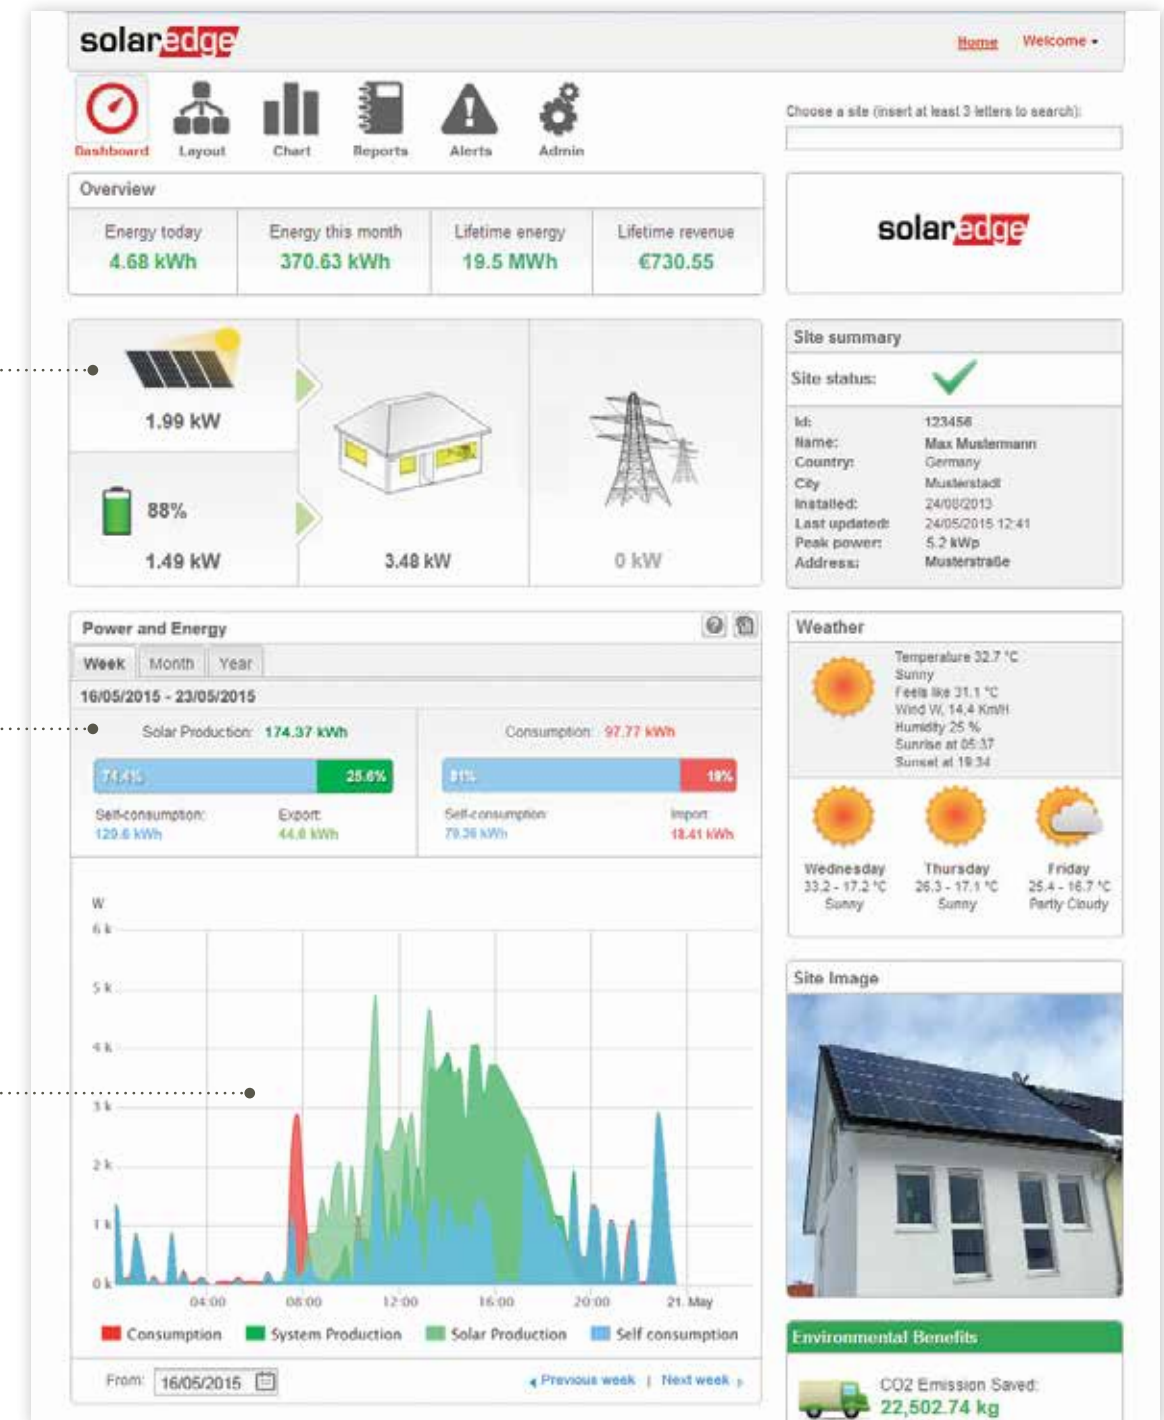 solaredge
Home Welcome
Dashboard Layout Chart Reports Alerts Admin
Choose a site (insert at least 3 letters to search):
Overview
Energy today Energy this month Lifetime energy Lifetime revenue
4.68 kWh 370.63 kWh 19.5 MWh €730.55
solaredge
1.99 kW
88%
1.49 kW 3.48 kW 0 kW
Site summary
Site status:
Id: 123456
Name: Max Mustermann
Country: Germany
City Musterstadt
Installed: 24/08/2013
Last updated: 24/05/2015 12:41
Peak power: 5.2 kWp
Address: Musterstraße
Power and Energy
Week Month Year
16/05/2015 - 23/05/2015
Solar Production: 174.37 kWh Consumption: 97.77 kWh
74.4% 25.6% 81% 19%
Self-consumption: Export: Self-consumption Import:
129.6 kWh 44.6 kWh 79.36 kWh 18.41 kWh
W
6 k
5 k
4 k
3 k
2 k
1 k
0 k
04:00 08:00 12:00 16:00 20:00 21. May
Consumption System Production Solar Production Self consumption
From: 16/05/2015 Previous week | Next week
Weather
Temperature 32.7 °C
Sunny
Feels like 31.1 °C
Wind W, 14.4 Km/H
Humidity 25 %
Sunrise at 05:37
Sunset at 19:34
Wednesday Thursday Friday
33.2 - 17.2 °C 26.3 - 17.1 °C 25.4 - 16.7 °C
Sunny Sunny Partly Cloudy
Site Image
Environmental Benefits
CO2 Emission Saved:
22,502.74 kg